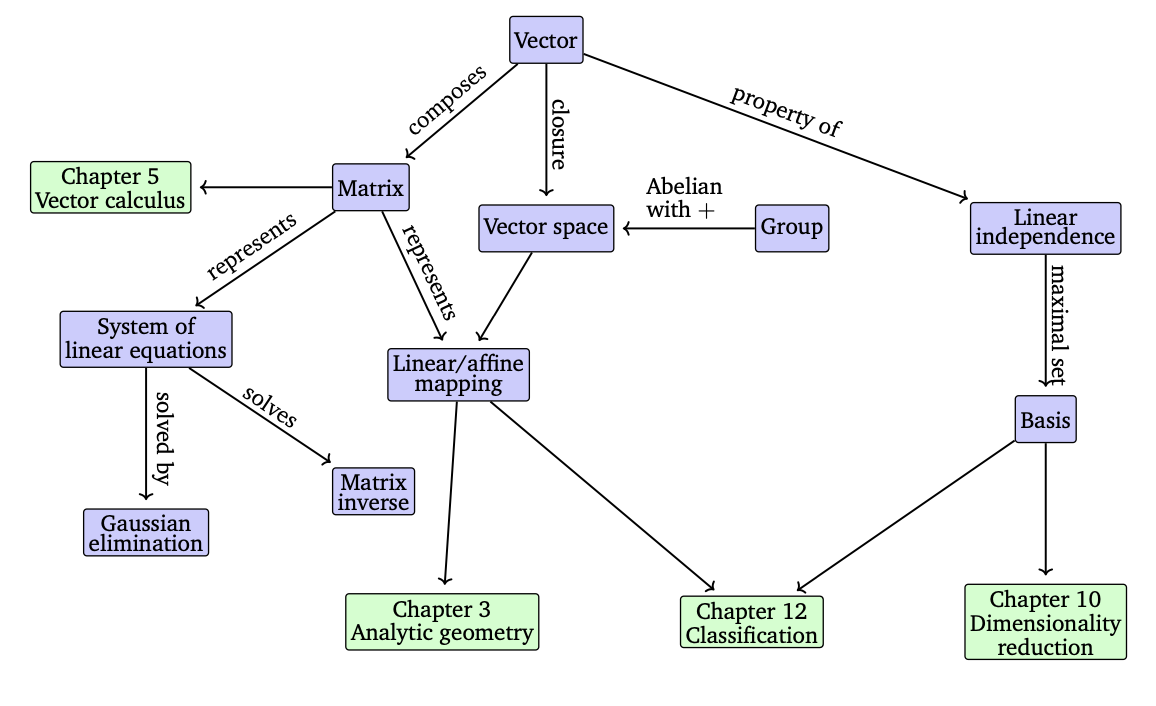 Vector
composes
closure
property of
Chapter 5
Vector calculus
Matrix
Abelian
with +
Vector space
Group
Linear
independence
represents
represents
maximal set
System of
linear equations
Linear/affine
mapping
solved by
solves
Basis
Matrix
inverse
Gaussian
elimination
Chapter 3
Analytic geometry
Chapter 12
Classification
Chapter 10
Dimensionality
reduction